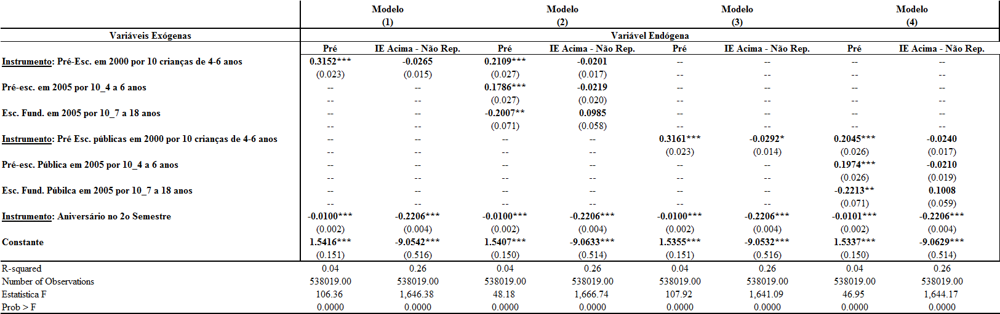 Modelo Modelo Modelo Modelo
(1) (2) (3) (4)
Variáveis Exógenas Variável Endógena
Pré IE Acima - Não Rep. Pré IE Acima - Não Rep. Pré IE Acima - Não Rep. Pré IE Acima - Não Rep.
Instrumento: Pré-Esc. em 2000 por 10 crianças de 4-6 anos 0.3152*** -0.0265 0.2109*** -0.0201 -- -- -- --
(0.023) (0.015) (0.027) (0.017) -- -- -- --
Pré-esc. em 2005 por 10_4 a 6 anos -- -- 0.1786*** -0.0219 -- -- -- --
-- -- (0.027) (0.020) -- -- -- --
Esc. Fund. em 2005 por 10_7 a 18 anos -- -- -0.2007** 0.0985 -- -- -- --
-- -- (0.071) (0.058) -- -- -- --
Instrumento: Pré Esc. públicas em 2000 por 10 crianças de 4-6 anos -- -- -- -- 0.3161*** -0.0292* 0.2045*** -0.0240
-- -- -- -- (0.023) (0.014) (0.026) (0.017)
Pré-esc. Pública em 2005 por 10_4 a 6 anos -- -- -- -- -- -- 0.1974*** -0.0210
-- -- -- -- -- -- (0.026) (0.019)
Esc. Fund. Púbilca em 2005 por 10_7 a 18 anos -- -- -- -- -- -- -0.2213** 0.1008
-- -- -- -- -- -- (0.071) (0.059)
Instrumento: Aniversário no 2o Semestre -0.0100*** -0.2206*** -0.0100*** -0.2206*** -0.0100*** -0.2206*** -0.0101*** -0.2206***
(0.002) (0.004) (0.002) (0.004) (0.002) (0.004) (0.002) (0.004)
Constante 1.5416*** -9.0542*** 1.5407*** -9.0633*** 1.5355*** -9.0532*** 1.5337*** -9.0629***
(0.151) (0.516) (0.150) (0.514) (0.151) (0.516) (0.150) (0.514)
R-squared 0.04 0.26 0.04 0.26 0.04 0.26 0.04 0.26
Number of Observations 538019.00 538019.00 538019.00 538019.00 538019.00 538019.00 538019.00 538019.00
Estatística F 106.36 1,646.38 48.18 1,666.74 107.92 1,641.09 46.95 1,644.17
Prob > F 0.0000 0.0000 0.0000 0.0000 0.0000 0.0000 0.0000 0.0000